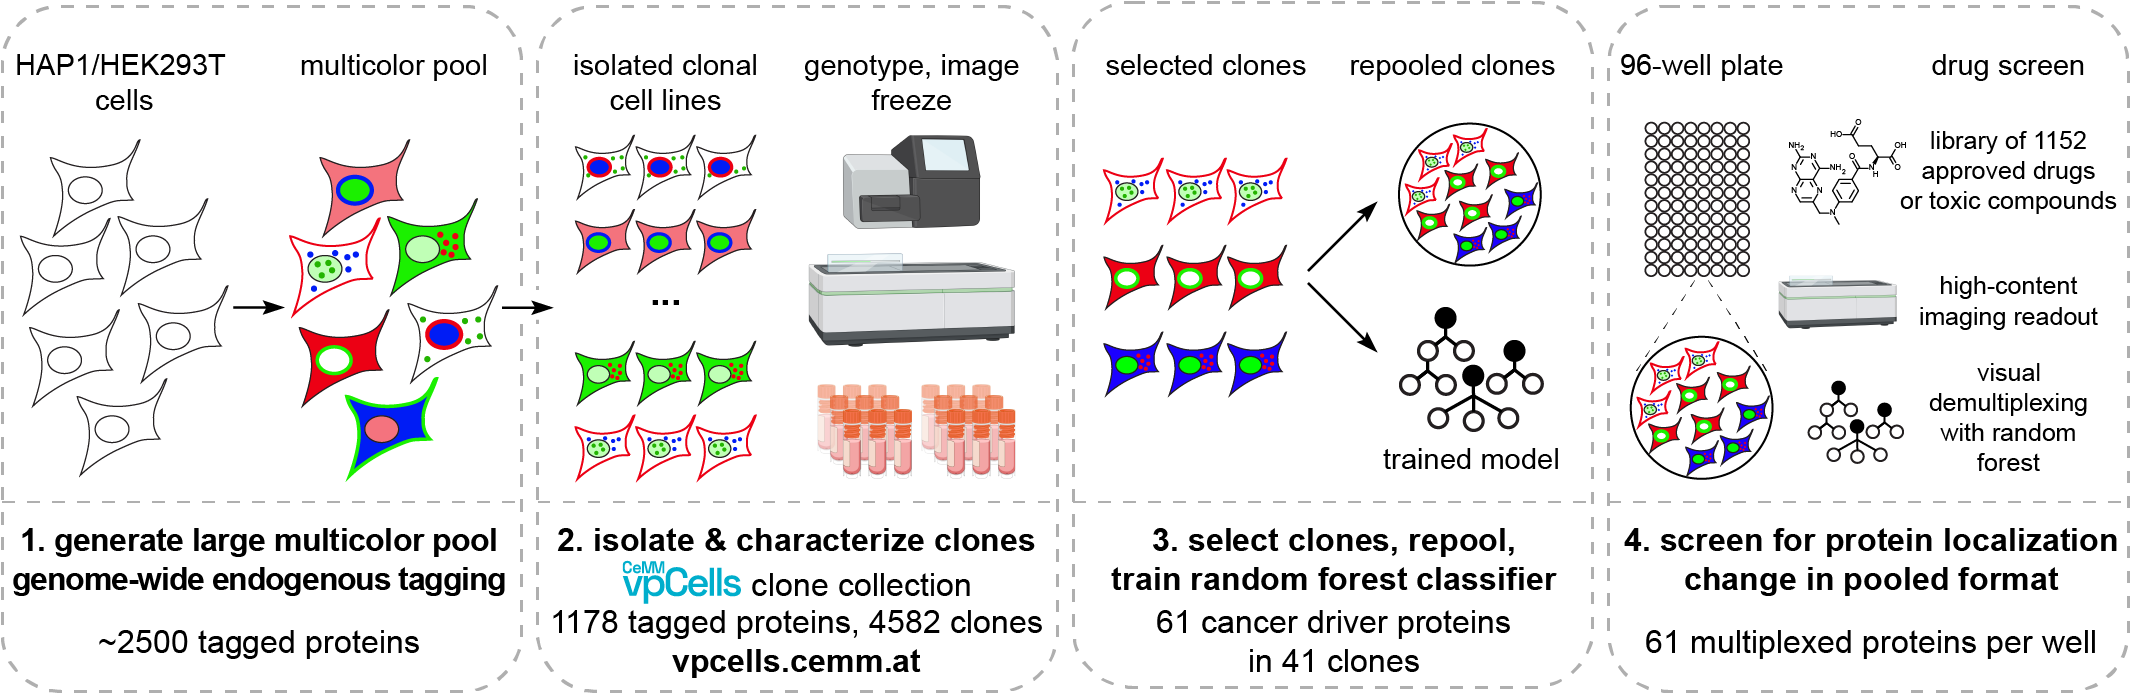 HAP1/HEK293T
cells
multicolor pool
1. generate large multicolor pool
genome-wide endogenous tagging
~2500 tagged proteins
isolated clonal
cell lines
genotype, image
freeze
...
2. isolate & characterize clones
CeMM
vpCells clone collection
1178 tagged proteins, 4582 clones
vpcells.cemm.at
selected clones
repooled clones
trained model
3. select clones, repool,
train random forest classifier
61 cancer driver proteins
in 41 clones
96-well plate
drug screen
NH2
N
N
NH2
N
N
N
O
N
H
O
HO
O
OH
library of 1152
approved drugs
or toxic compounds
high-content
imaging readout
visual
demultiplexing
with random
forest
4. screen for protein localization
change in pooled format
61 multiplexed proteins per well